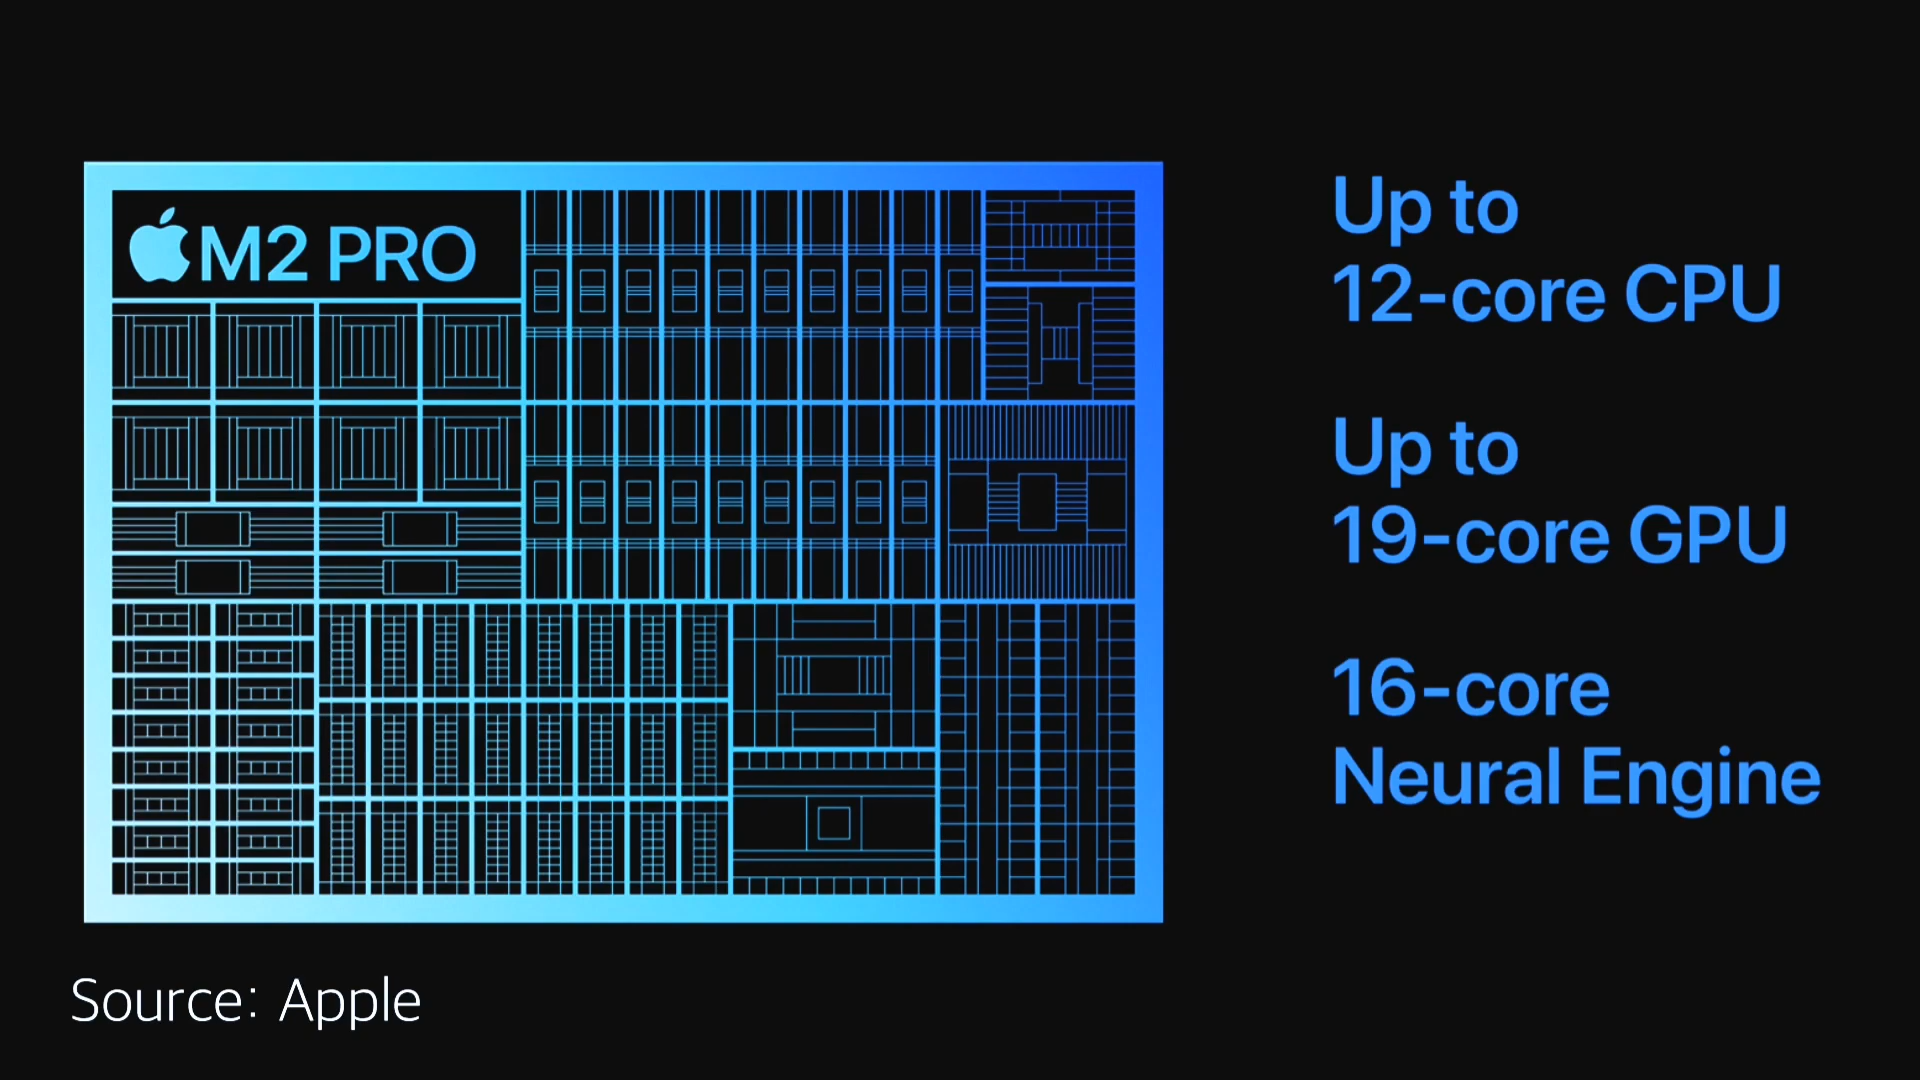 M2 PRO
Up to
12-core CPU
Up to
19-core GPU
16-core
Neural Engine
Source: Apple